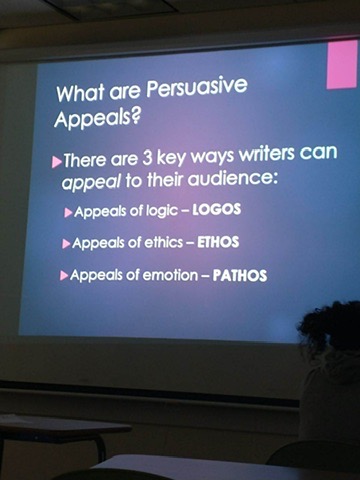 What are Persuasive
Appeals?
There are 3 key ways writers can
appeal to their audience:
Appeals of logic – LOGOS
Appeals of ethics – ETHOS
Appeals of emotion – PATHOS